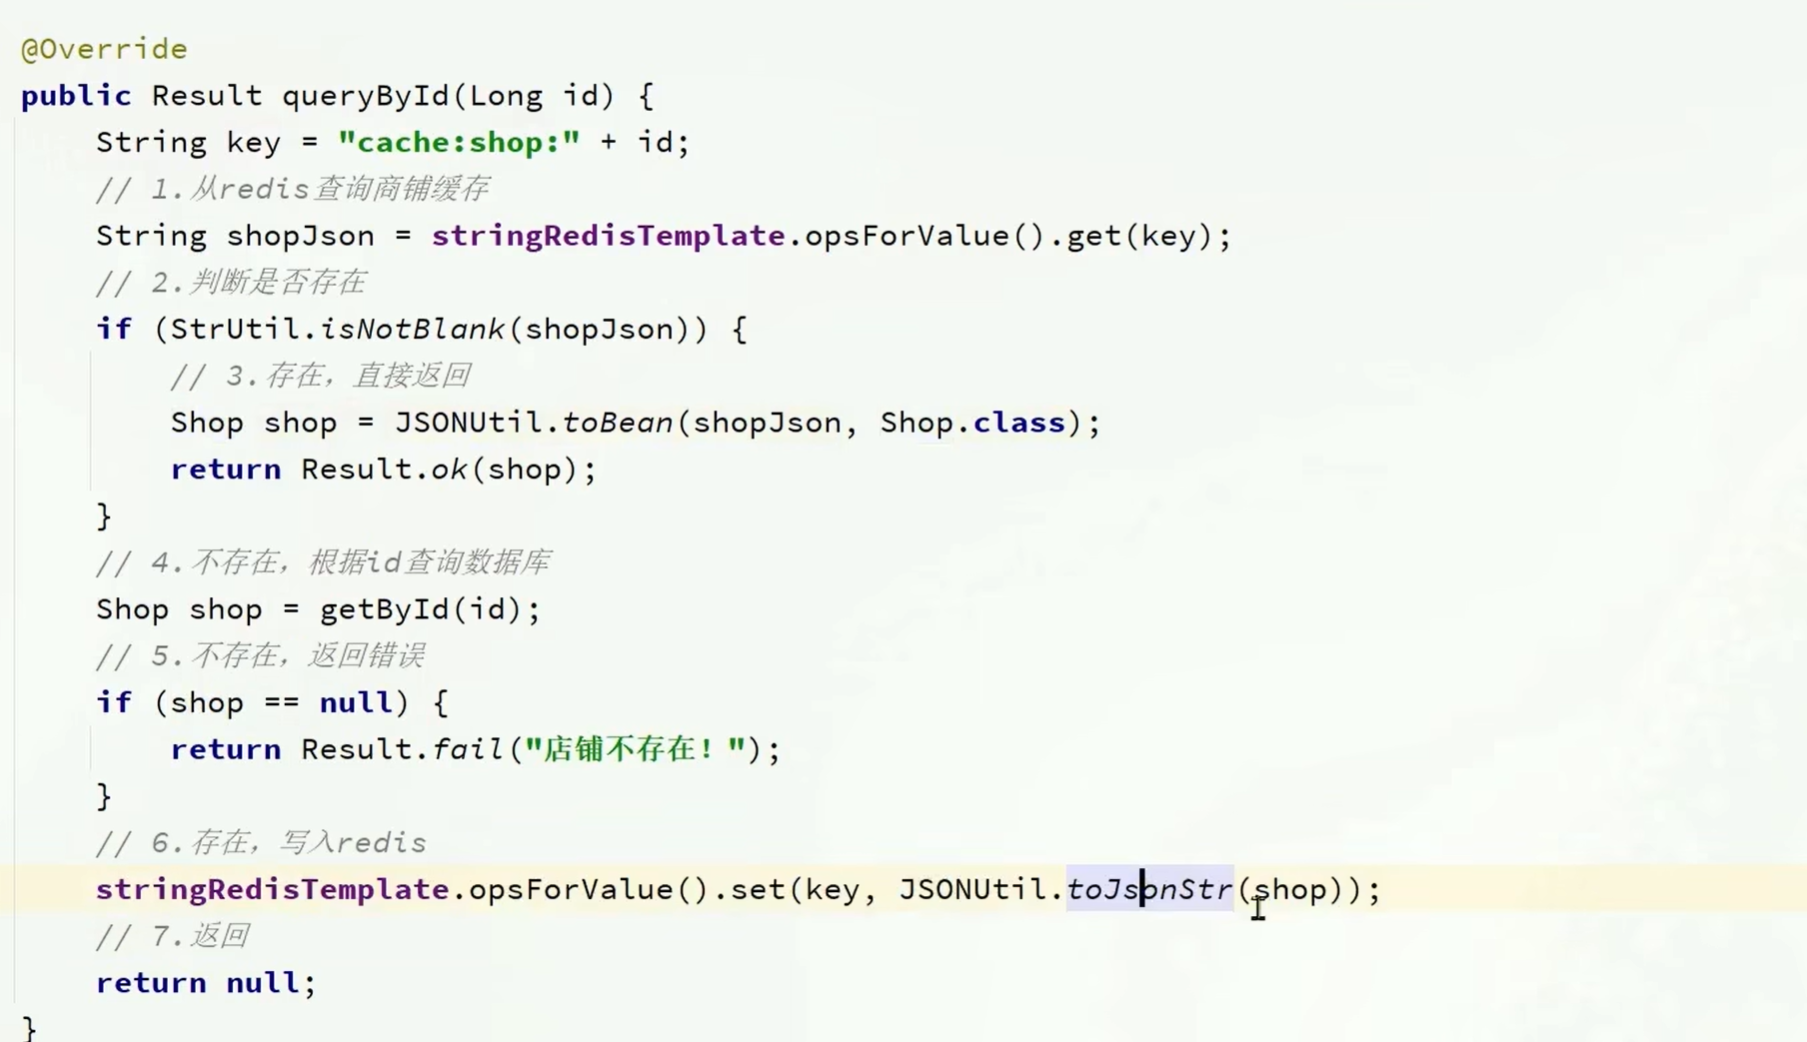 @Override
public Result queryById(Long id) {
    String key = "cache:shop:" + id;
    // 1.从redis查询商铺缓存
    String shopJson = stringRedisTemplate.opsForValue().get(key);
    // 2.判断是否存在
    if (StrUtil.isNotBlank(shopJson)) {
        // 3.存在，直接返回
        Shop shop = JSONUtil.toBean(shopJson, Shop.class);
        return Result.ok(shop);
    }
    // 4.不存在，根据id查询数据库
    Shop shop = getById(id);
    // 5.不存在，返回错误
    if (shop == null) {
        return Result.fail("店铺不存在！");
    }
    // 6.存在，写入redis
    stringRedisTemplate.opsForValue().set(key, JSONUtil.toJsonStr(shop));
    // 7.返回
    return null;
}